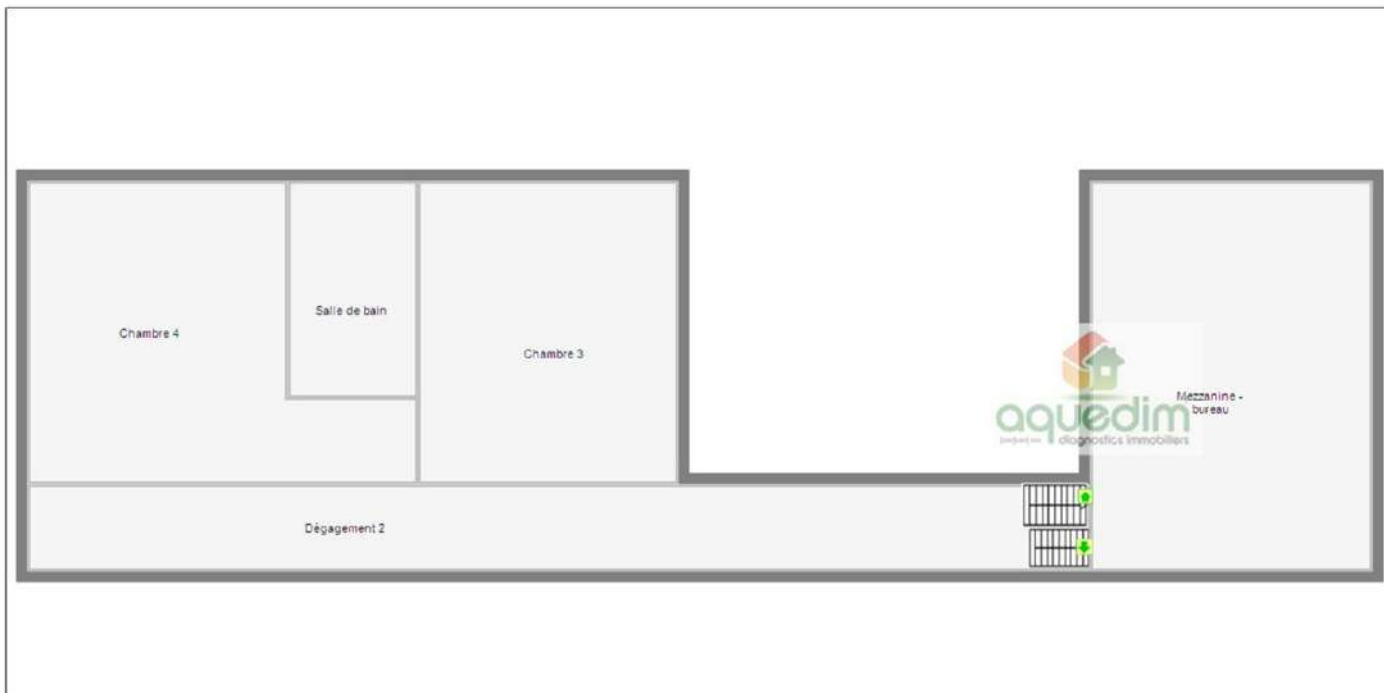 Salle de bain
Chambre 4
Chambre 3
Mezzanine -
bureau
aquedim
diagnostics immobiliers
Dégagement 2